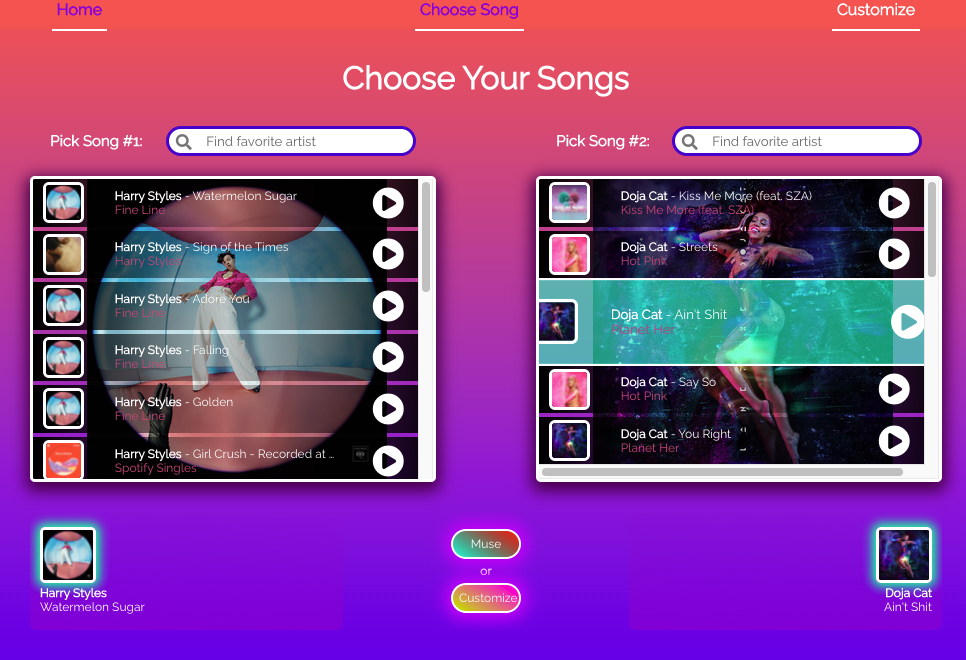 Home
Choose Song
Customize
Choose Your Songs
Pick Song #1:
Find favorite artist
Pick Song #2:
Find favorite artist
Harry Styles - Watermelon Sugar
Fine Line
Harry Styles - Sign of the Times
Harry Styles
Harry Styles - Adore You
Fine Line
Harry Styles - Falling
Fine Line
Harry Styles - Golden
Fine Line
Harry Styles - Girl Crush - Recorded at ...
Spotify Singles
Doja Cat - Kiss Me More (feat. SZA)
Kiss Me More (feat. SZA)
Doja Cat - Streets
Hot Pink
Doja Cat - Ain't Shit
Planet Her
Doja Cat - Say So
Hot Pink
Doja Cat - You Right
Planet Her
Harry Styles
Watermelon Sugar
Muse
or
Customize
Doja Cat
Ain't Shit